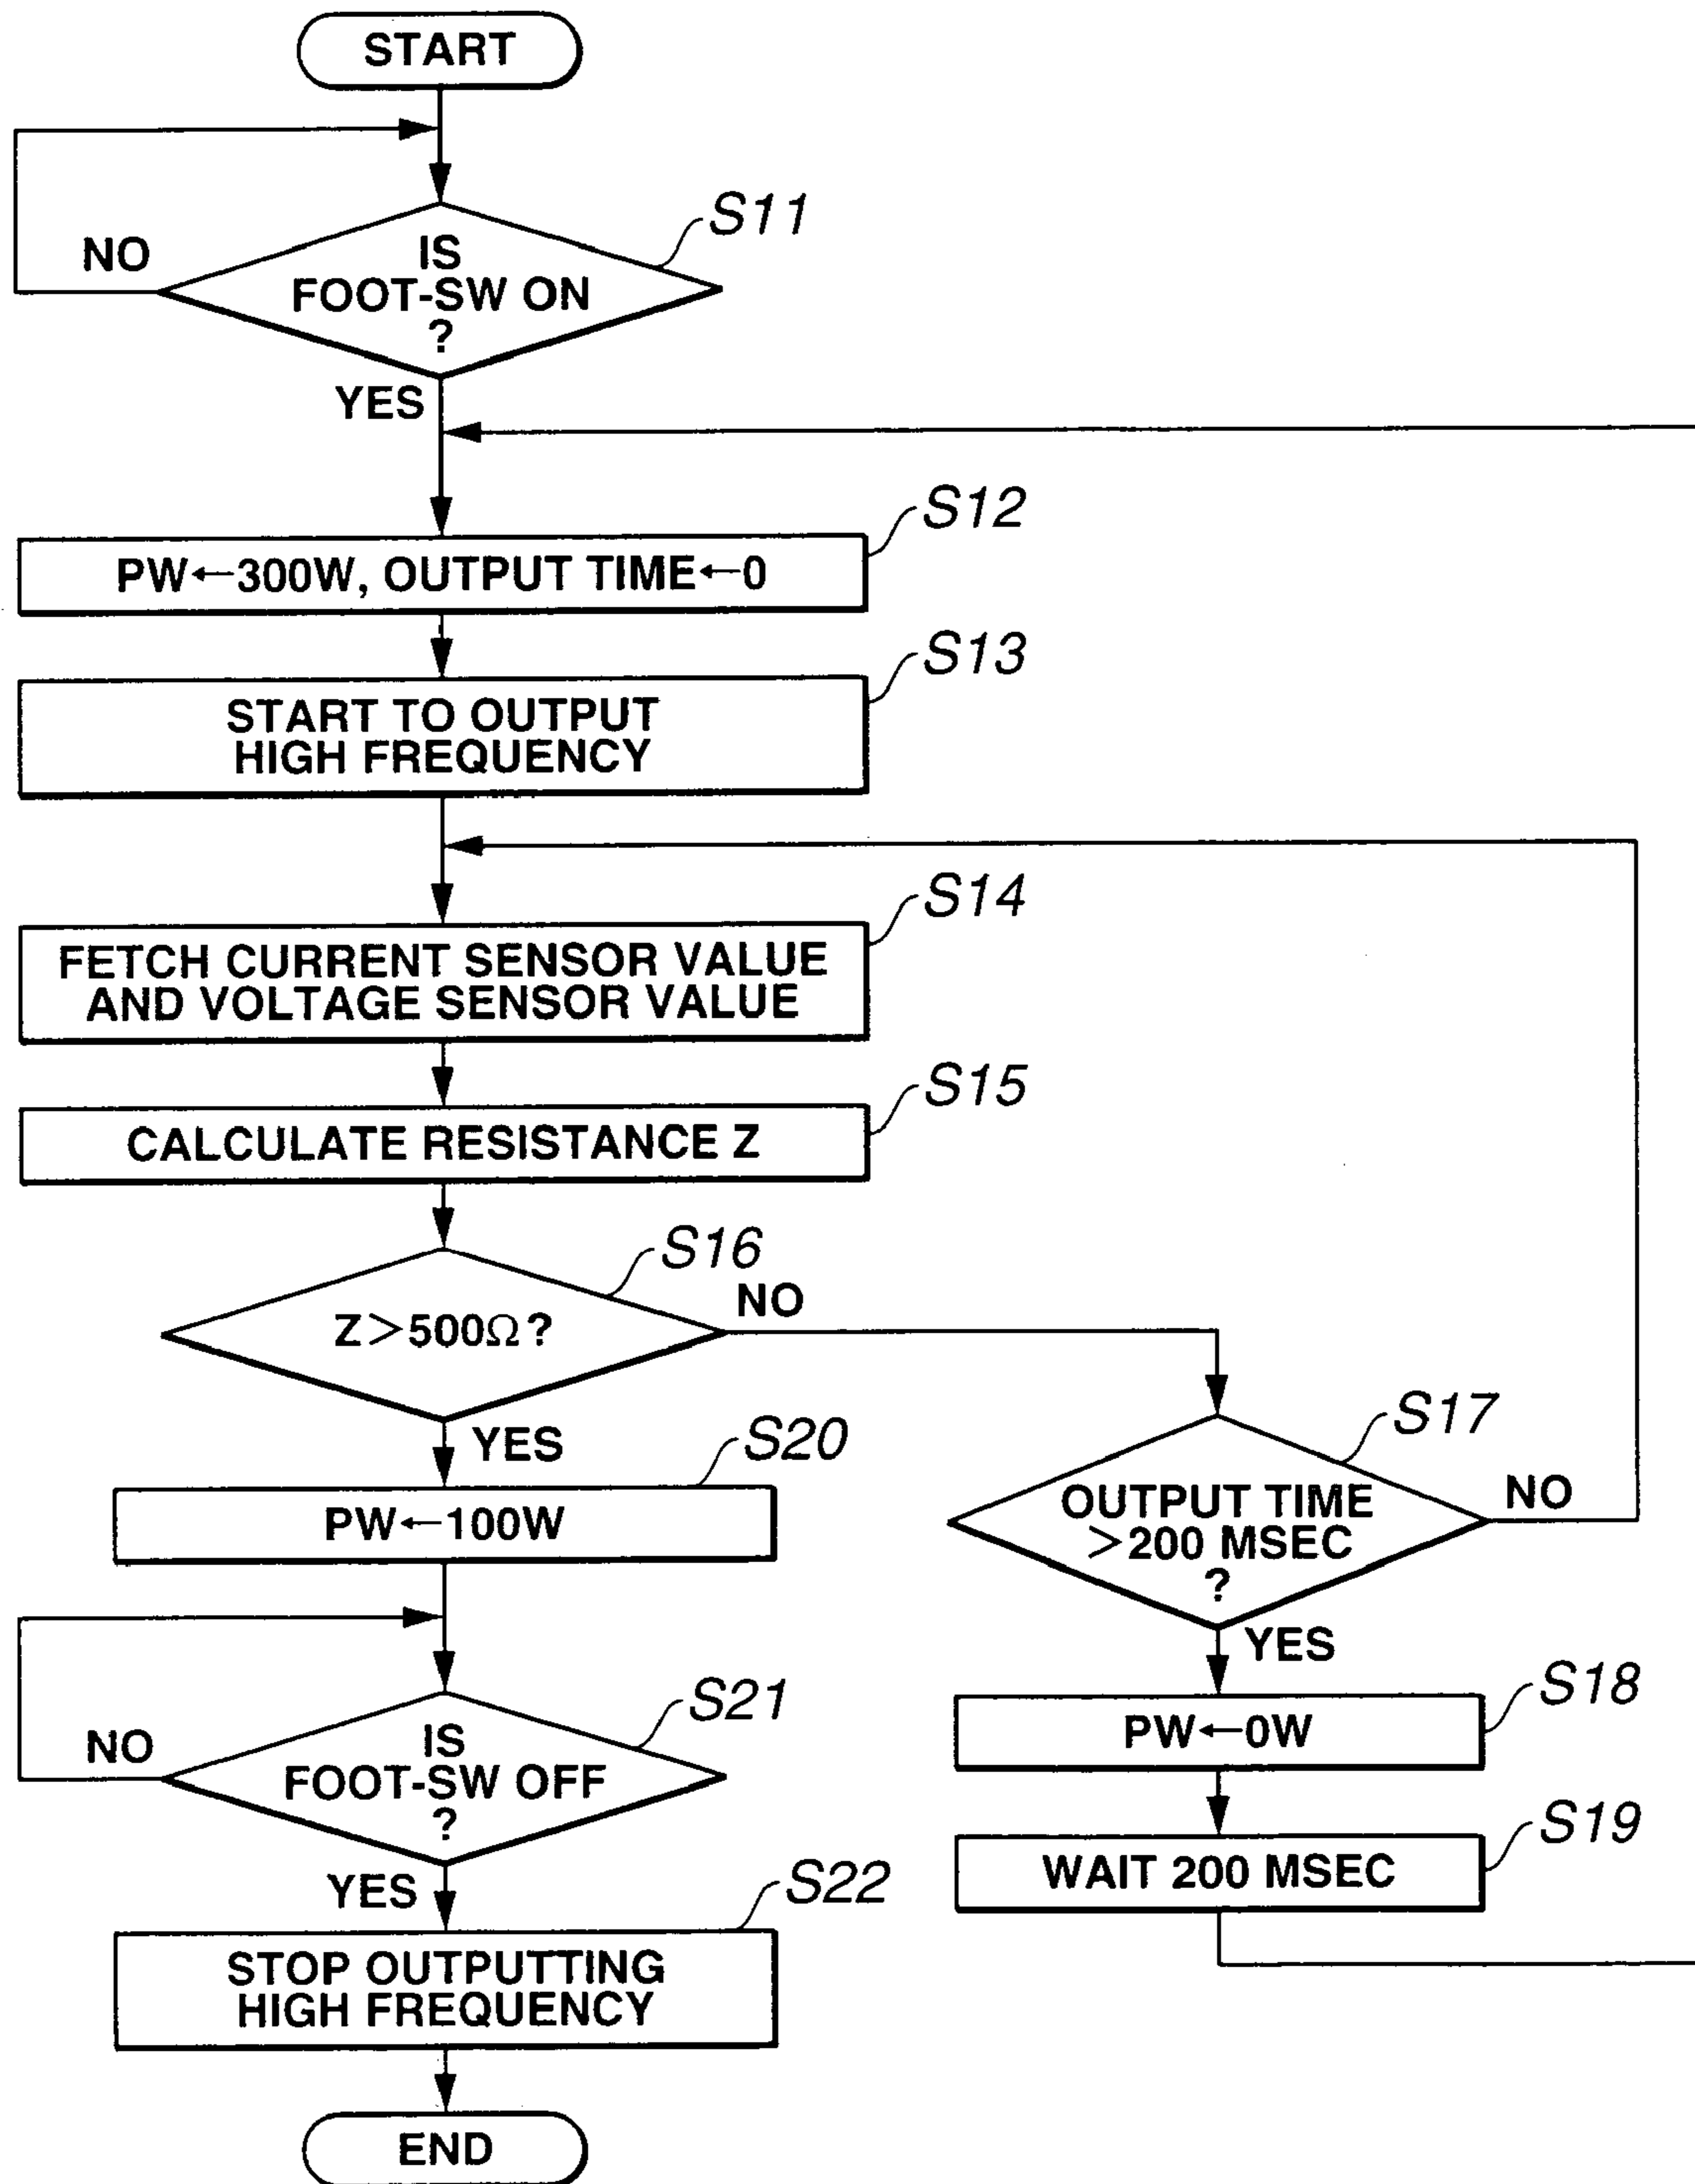 START
S11
NO
IS
FOOT-SW ON
?
YES
S12
PW←300W, OUTPUT TIME←0
S13
START TO OUTPUT
HIGH FREQUENCY
S14
FETCH CURRENT SENSOR VALUE
AND VOLTAGE SENSOR VALUE
S15
CALCULATE RESISTANCE Z
S16
NO
Z>500Ω?
YES
S17
OUTPUT TIME
>200 MSEC
?
NO
YES
S18
PW←0W
S19
WAIT 200 MSEC
S20
PW←100W
S21
NO
IS
FOOT-SW OFF
?
YES
S22
STOP OUTPUTTING
HIGH FREQUENCY
END